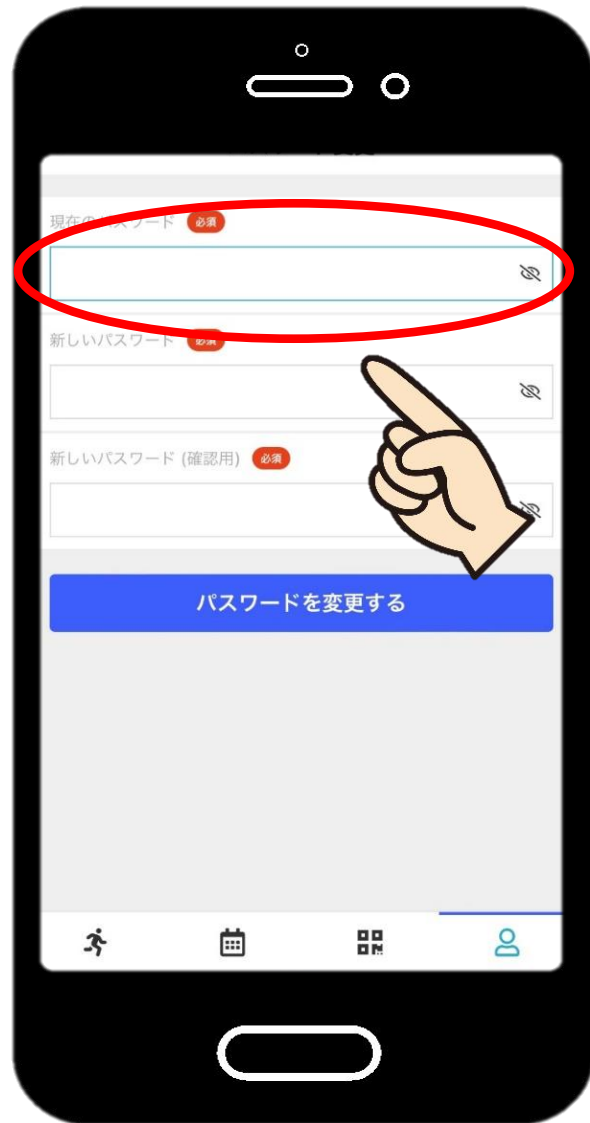 現在のパスワード 必須
新しいパスワード 必須
新しいパスワード (確認用) 必須
パスワードを変更する